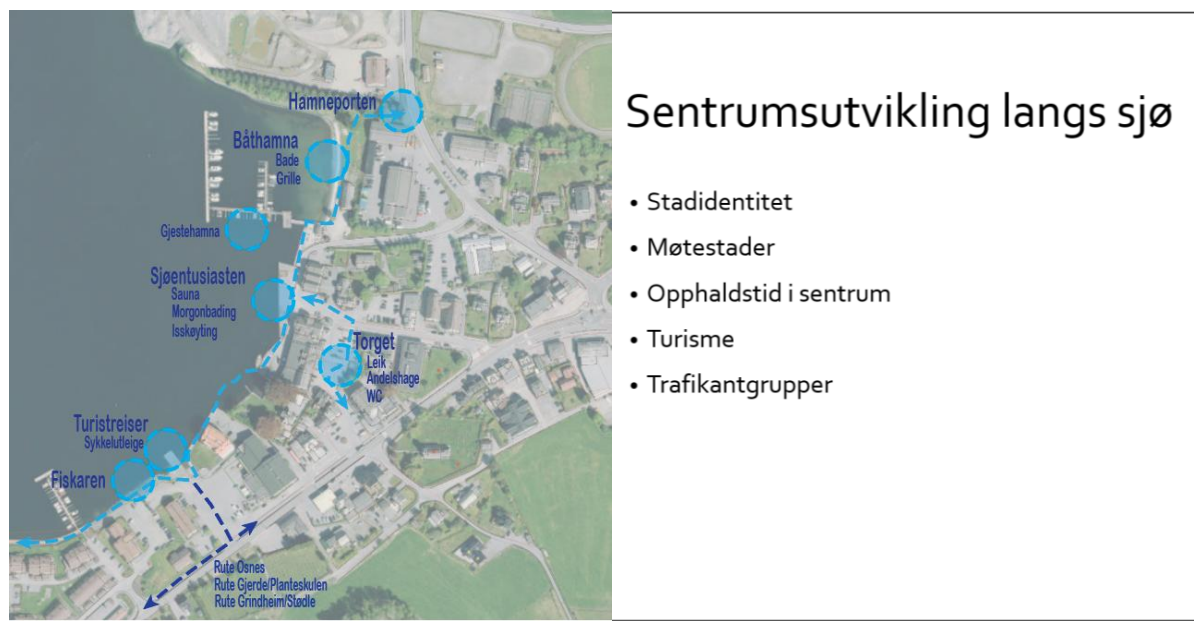 Hamneporten
Båthamna
Bade
Grille
Gjestehamna
Sjøentusiasten
Sauna
Morgonbading
Isskøyting
Torget
Leik
Andelshage
WC
Turistreiser
Sykkelutleige
Fiskaren
Rute Osnes
Rute Gjerde/Planteskulen
Rute Grindheim/Stødle
Sentrumsutvikling langs sjø
• Stadidentitet
• Møtestader
• Opphaldstid i sentrum
• Turisme
• Trafikantgrupper